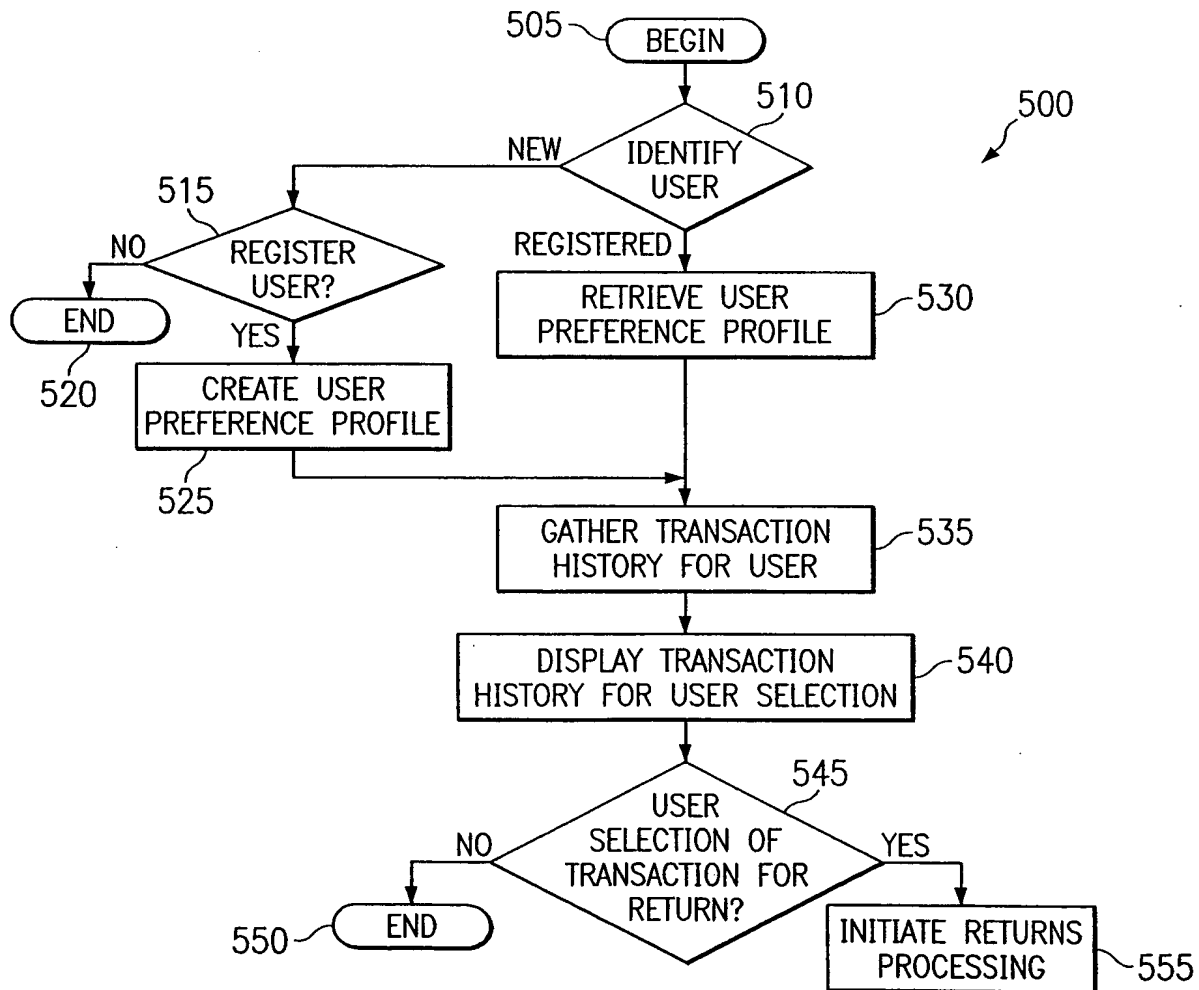 505
BEGIN
510
500
NEW
IDENTIFY
USER
515
NO
REGISTER
USER?
REGISTERED
END
YES
RETRIEVE USER
PREFERENCE PROFILE
530
520
CREATE USER
PREFERENCE PROFILE
525
GATHER TRANSACTION
HISTORY FOR USER
535
DISPLAY TRANSACTION
HISTORY FOR USER SELECTION
540
545
USER
SELECTION OF
TRANSACTION FOR
RETURN?
NO
YES
END
550
INITIATE RETURNS
PROCESSING
555